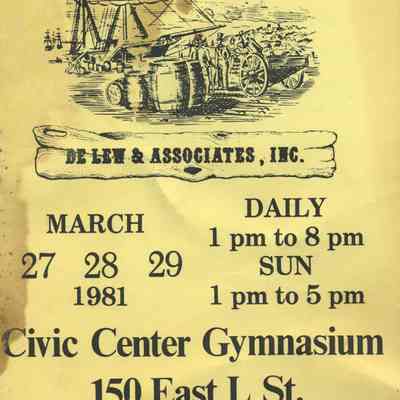 DE LEW & ASSOCIATES, INC.
MARCH
27 28 29
1981
DAILY
1 pm to 8 pm
SUN
1 pm to 5 pm
Civic Center Gymnasium
150 East L St.